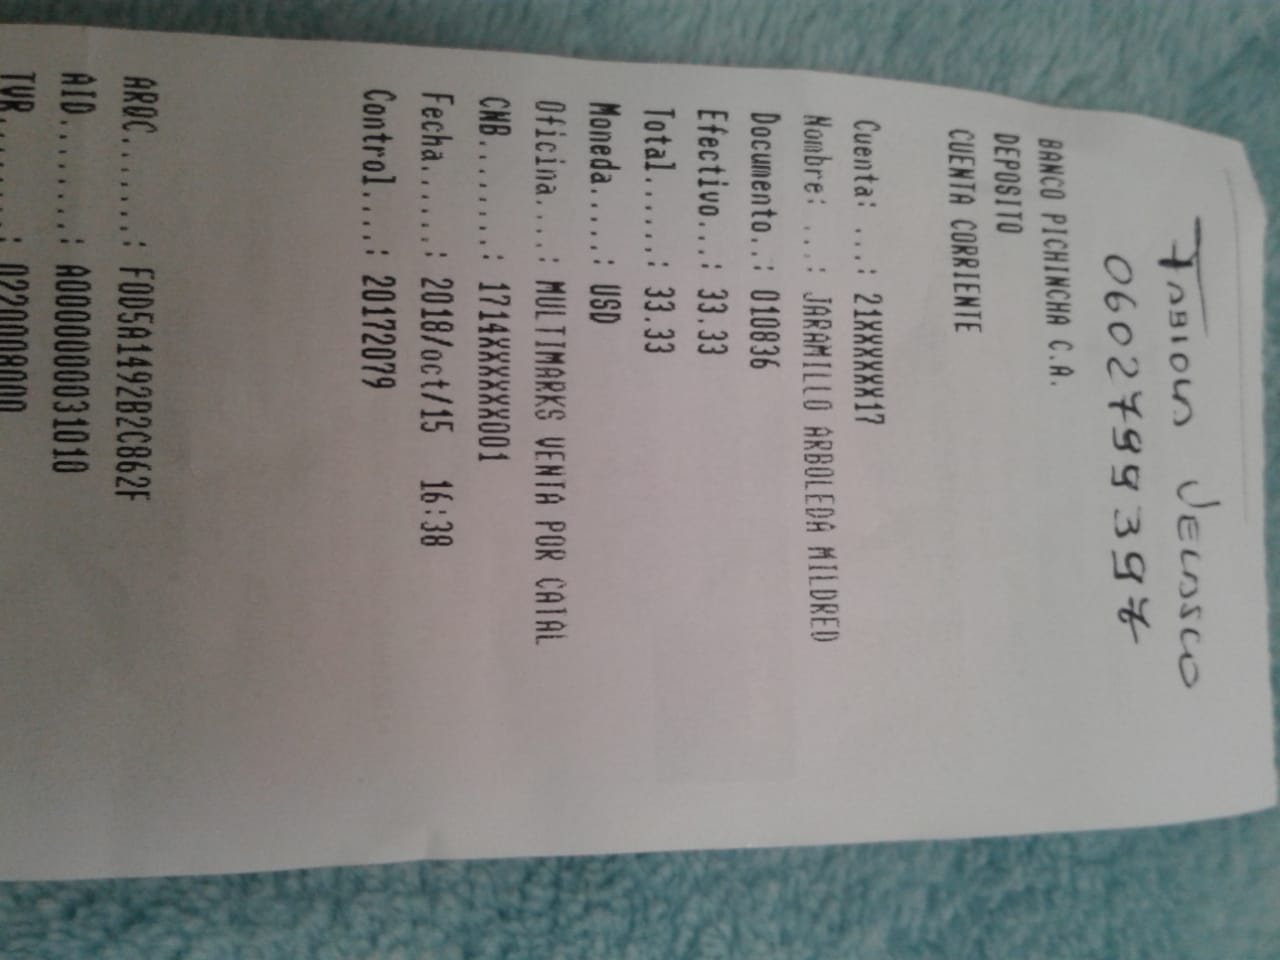 FABIOLA VELASCO
0602799397
BANCO PICHINCHA C.A.
DEPOSITO
CUENTA CORRIENTE
Cuenta: ...: 21XXXXXX17
Nombre: ...: JARAMILLO ARBOLEDA MILDRED
Documento..: 010836
Efectivo...: 33.33
Total......: 33.33
Moneda.....: USD
Oficina....: MULTIMARKS VENTA POR CATAL
CNB........: 1714XXXXXX001
Fecha......: 2018/oct/15 16:38
Control....: 20172079
ARQC.......: F0D5A1492B2C862F
AID........: A0000000031010
TVR........: 0220008000